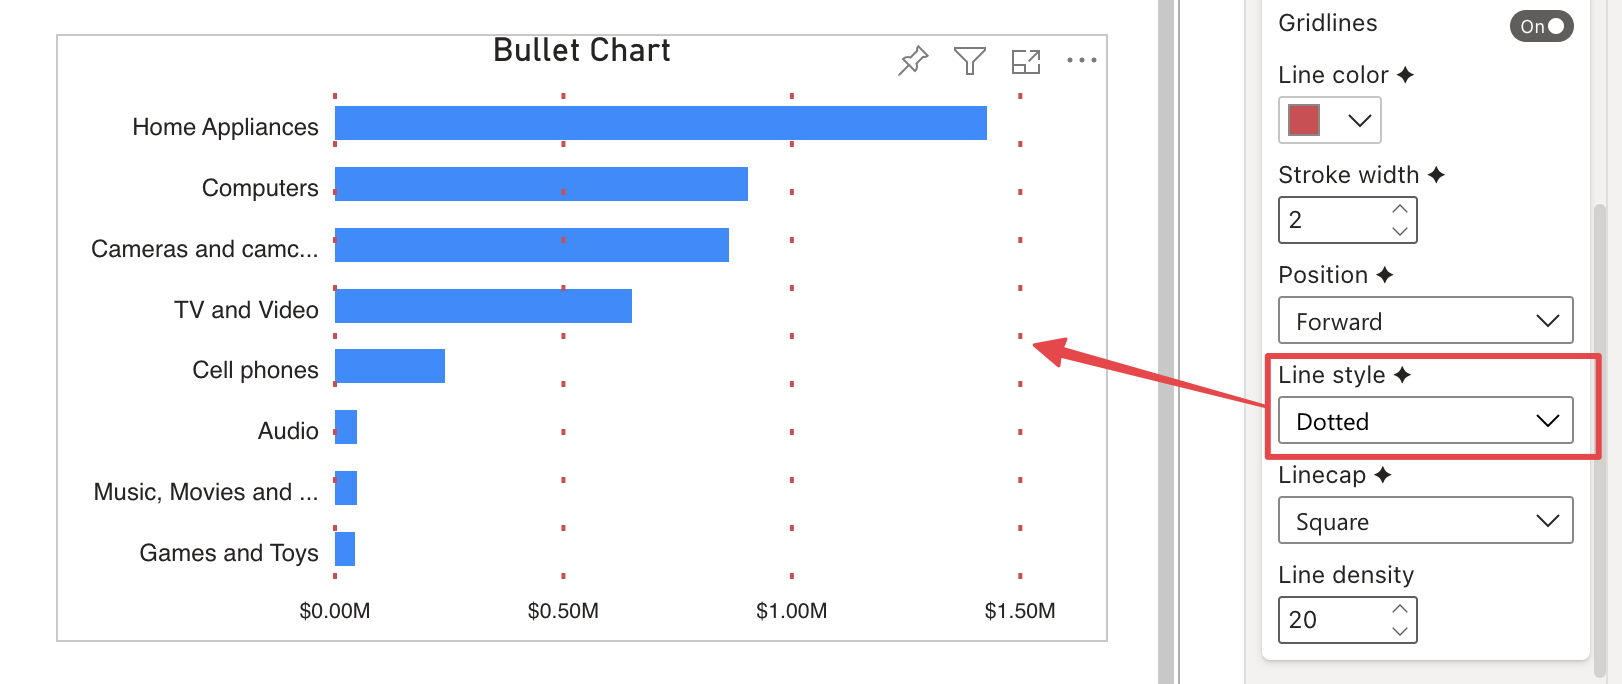 Bullet Chart
Home Appliances
Computers
Cameras and camc...
TV and Video
Cell phones
Audio
Music, Movies and ...
Games and Toys
$0.00M $0.50M $1.00M $1.50M
Gridlines On
Line color
Stroke width
2
Position
Forward
Line style
Dotted
Linecap
Square
Line density
20